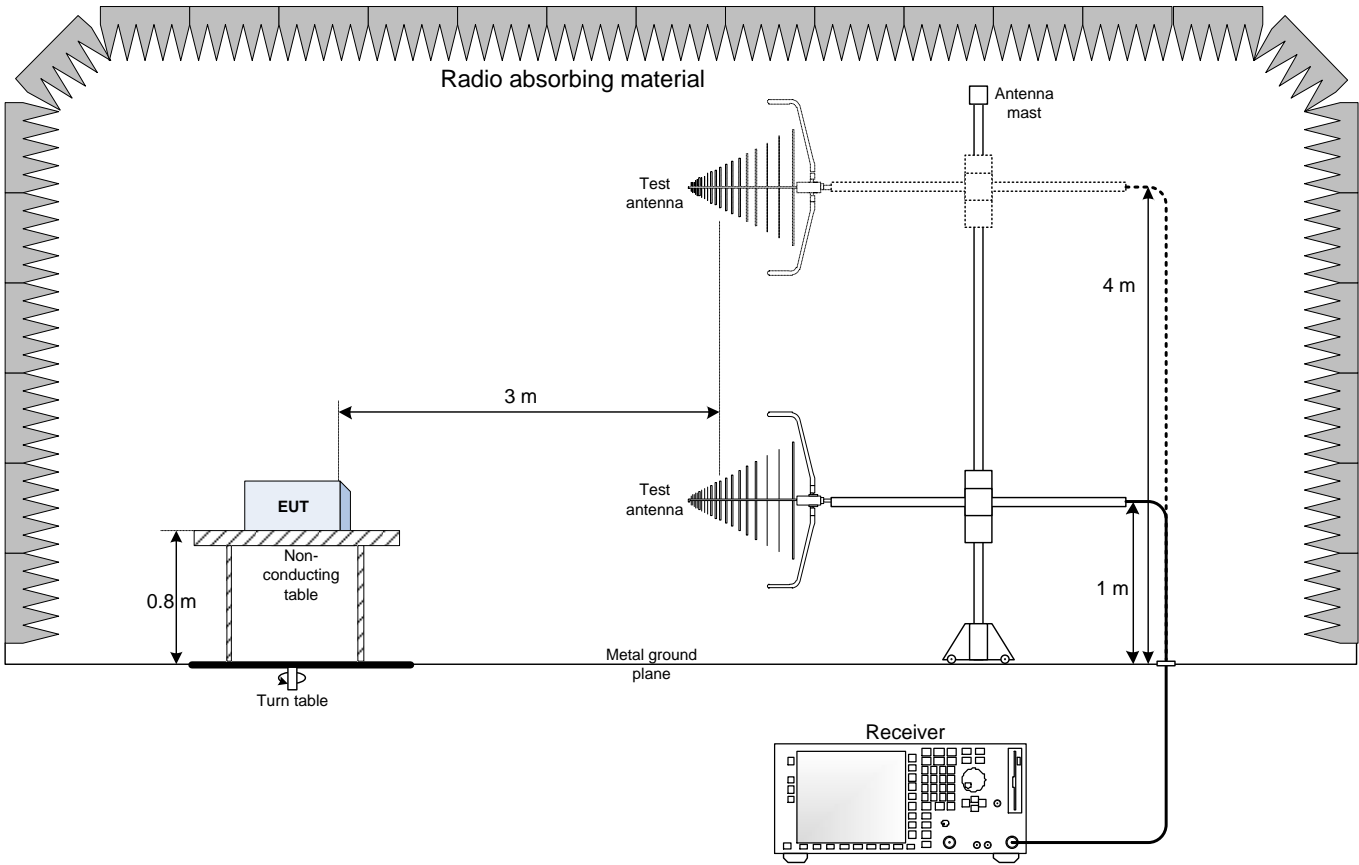 Radio absorbing material
Antenna
mast
Test
antenna
4 m
3 m
Test
antenna
EUT
Non-
conducting
table
0.8 m
1 m
Metal ground
plane
Turn table
Receiver